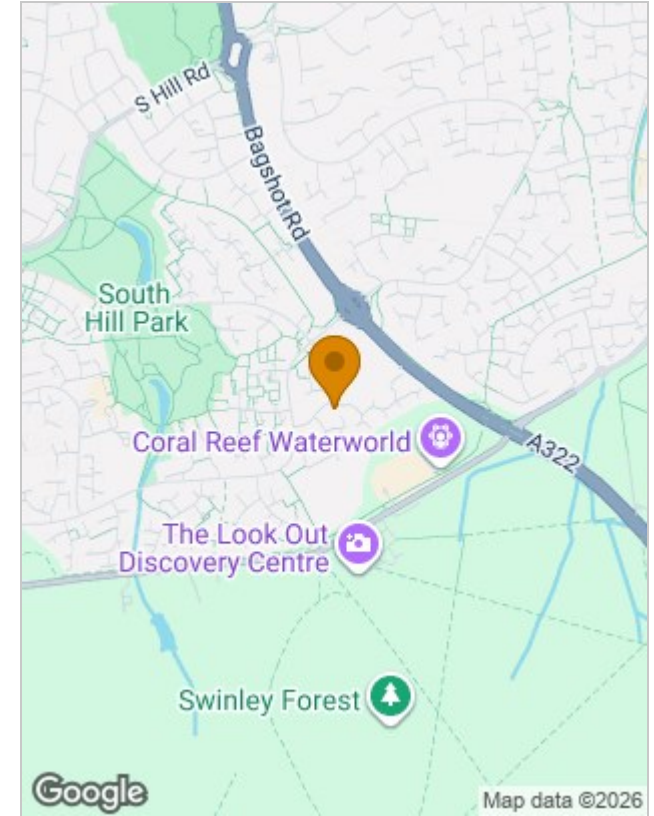 S Hill Rd
Bagshot Rd
South
Hill Park
Coral Reef Waterworld
A322
The Look Out
Discovery Centre
Swinley Forest
Google
Map data ©2026